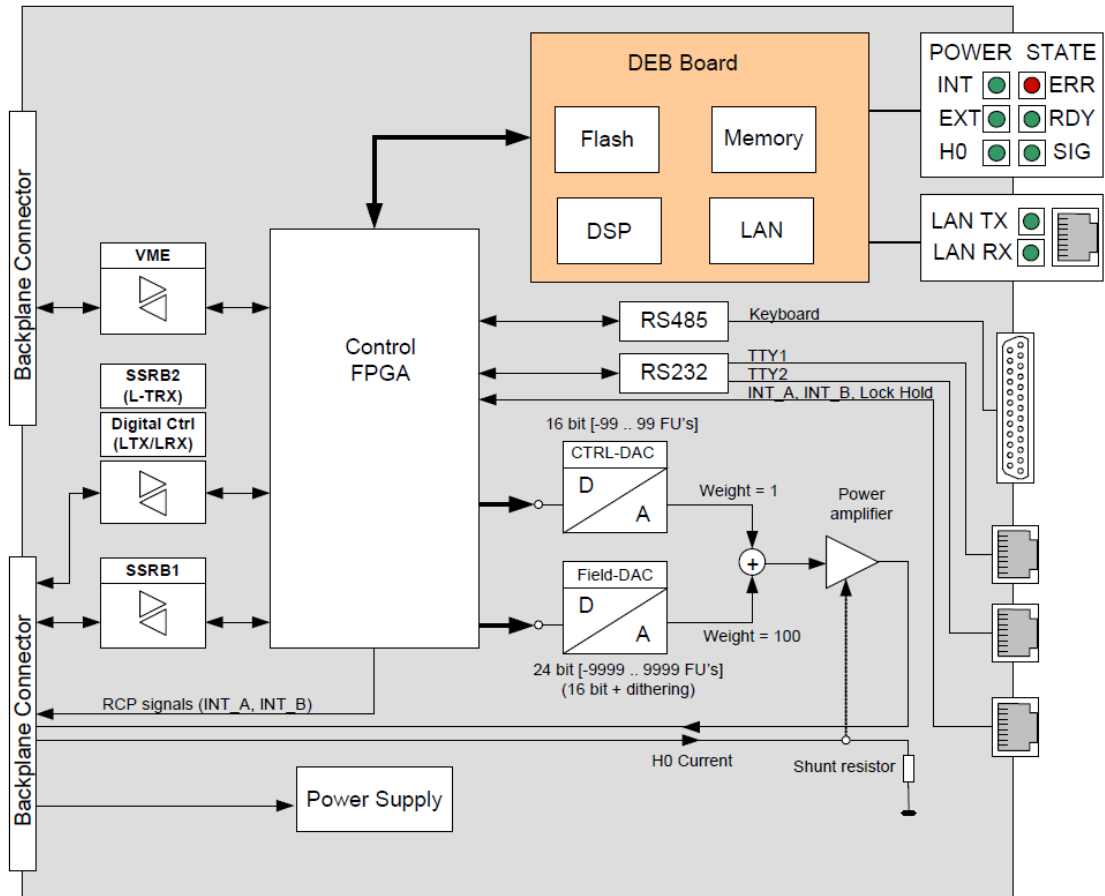 DEB Board
Flash
Memory
DSP
LAN
POWER STATE
INT
ERR
EXT
RDY
H0
SIG
LAN TX
LAN RX
Backplane Connector
VME
SSRB2
(L-TRX)
Digital Ctrl
(LTX/LRX)
SSRB1
Control
FPGA
RS485
Keyboard
RS232
TTY1
TTY2
INT_A, INT_B, Lock Hold
16 bit [-99 .. 99 FU's]
CTRL-DAC
D
A
Weight = 1
Power
amplifier
+
Field-DAC
D
A
Weight = 100
24 bit [-9999 .. 9999 FU's]
(16 bit + dithering)
Backplane Connector
RCP signals (INT_A, INT_B)
H0 Current
Shunt resistor
Power Supply